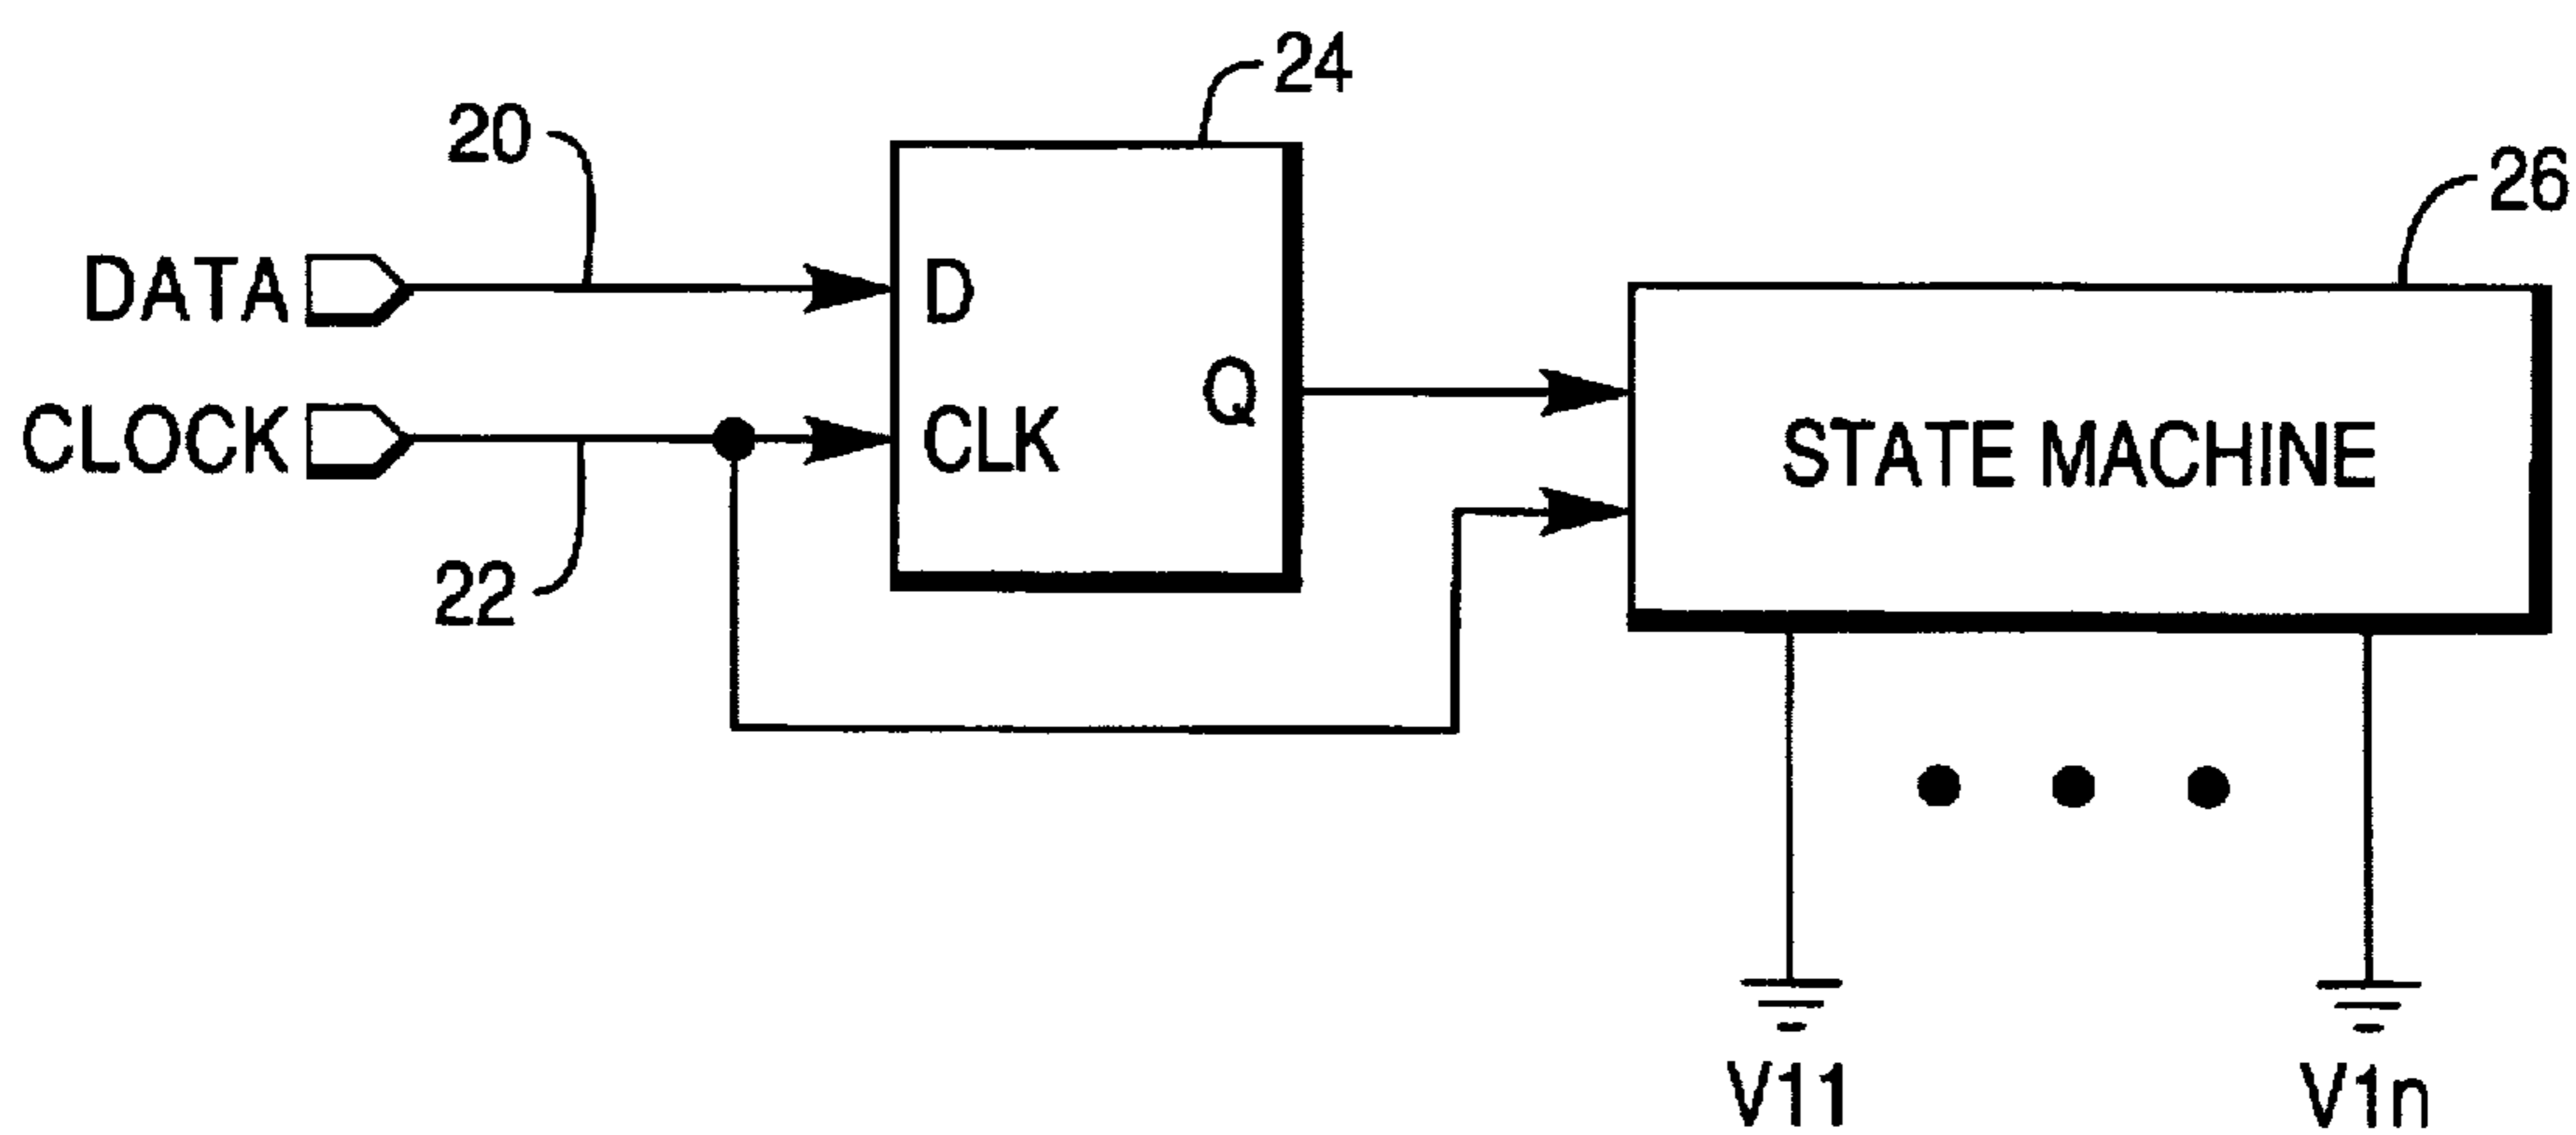 24
20
26
DATA
D
Q
CLOCK
CLK
STATE MACHINE
22
V11
V1n